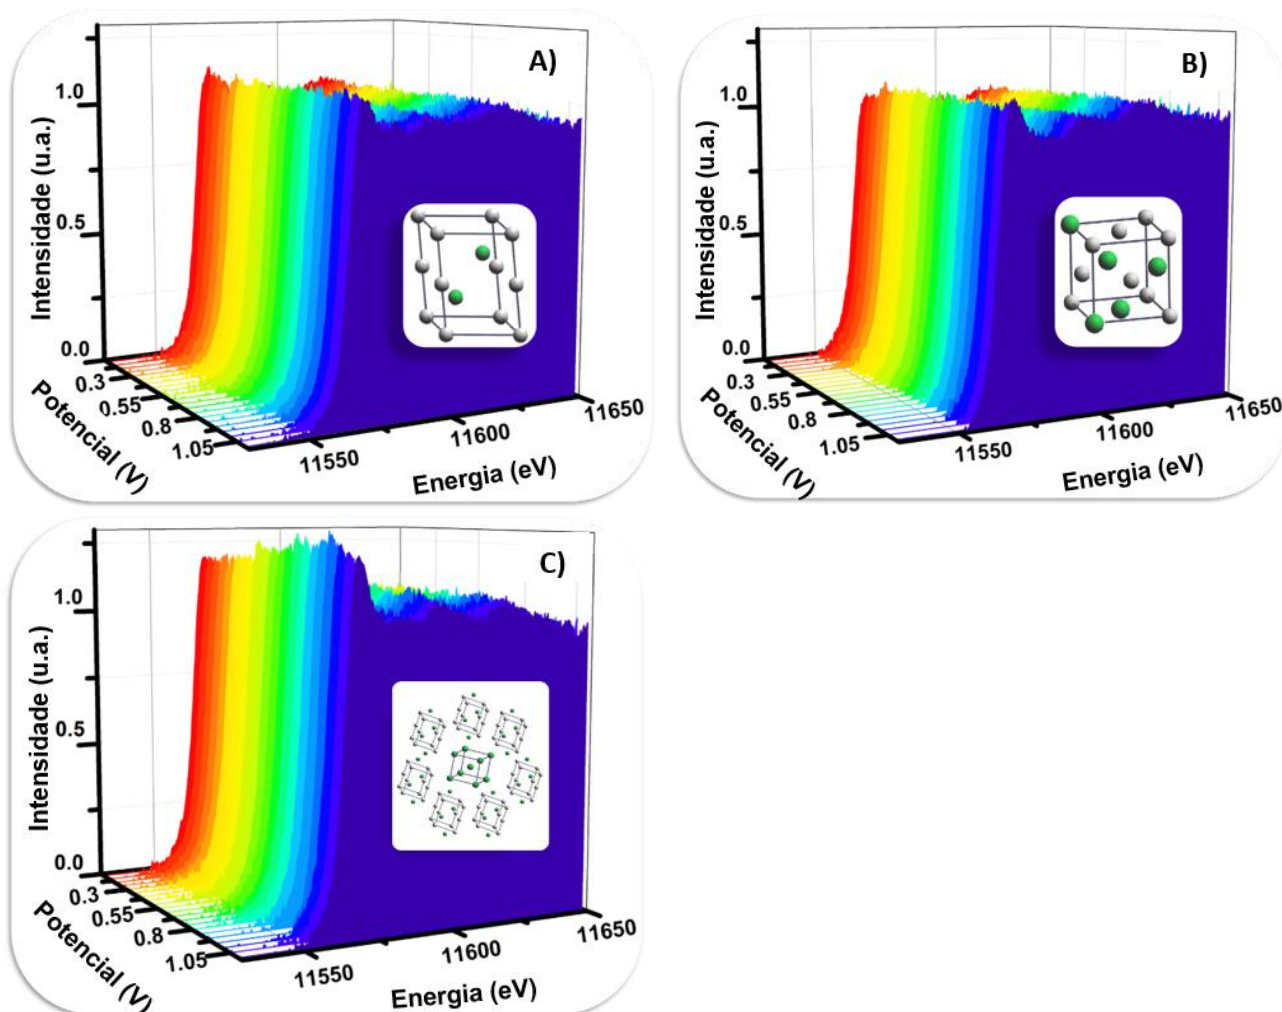 A)
Intensidade (u.a.)
1.0
0.5
0.0
0.3
0.55
0.8
1.05
Potencial (V)
11550
11600
11650
Energia (eV)
B)
Intensidade (u.a.)
1.0
0.5
0.0
0.3
0.55
0.8
1.05
Potencial (V)
11550
11600
11650
Energia (eV)
C)
Intensidade (u.a.)
1.0
0.5
0.0
0.3
0.55
0.8
1.05
Potencial (V)
11550
11600
11650
Energia (eV)